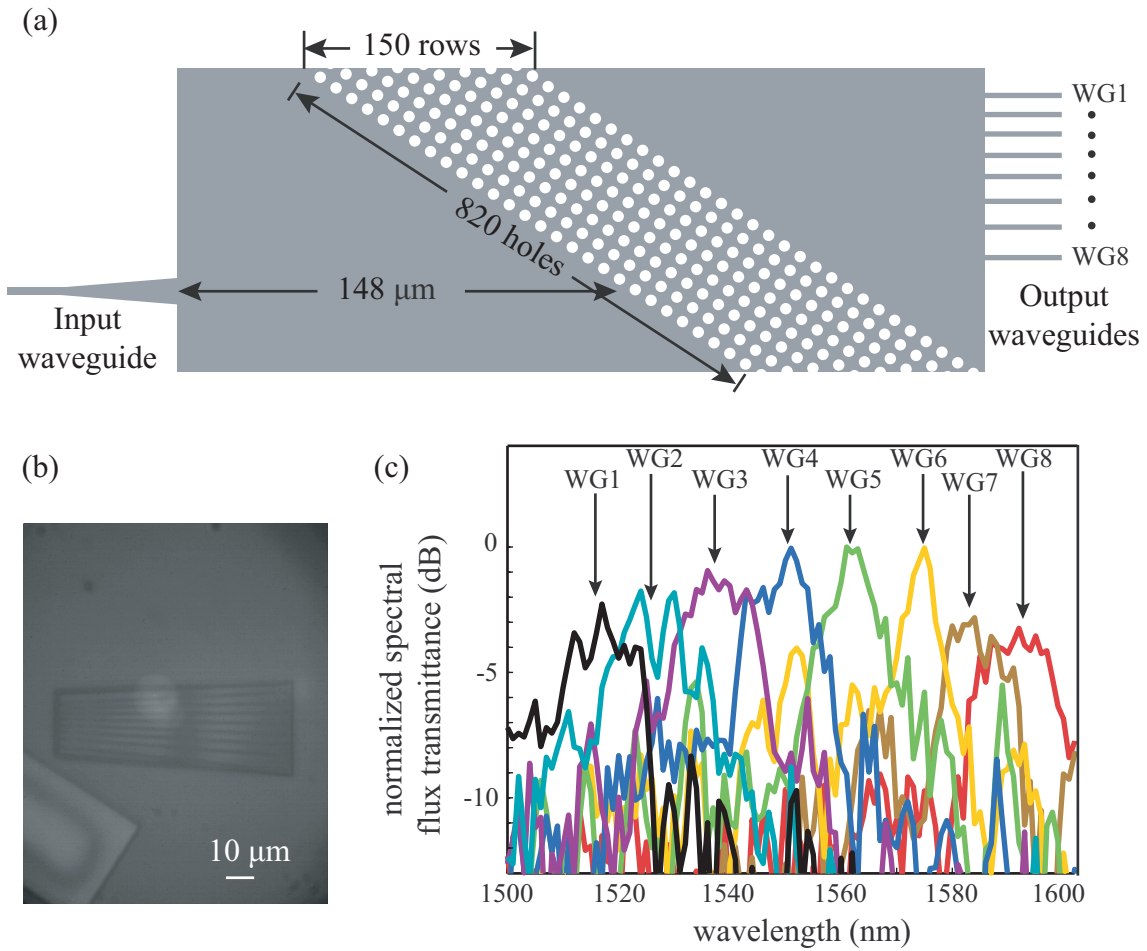 (a)
150 rows
820 holes
148 μm
Input
waveguide
WG1
WG8
Output
waveguides
(b)
10 μm
(c)
WG1
WG2
WG3
WG4
WG5
WG6
WG7
WG8
normalized spectral
flux transmittance (dB)
0
-5
-10
1500
1520
1540
1560
1580
1600
wavelength (nm)